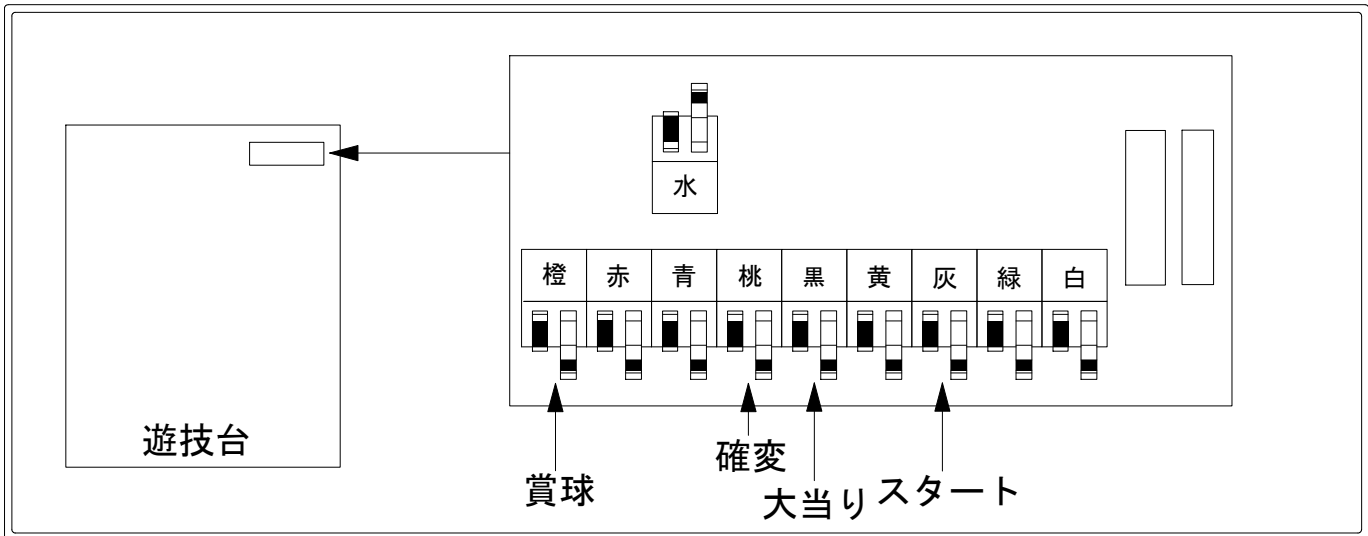 水
橙 赤 青 桃 黒 黄 灰 緑 白
遊技台
賞球
確変
大当り
スタート